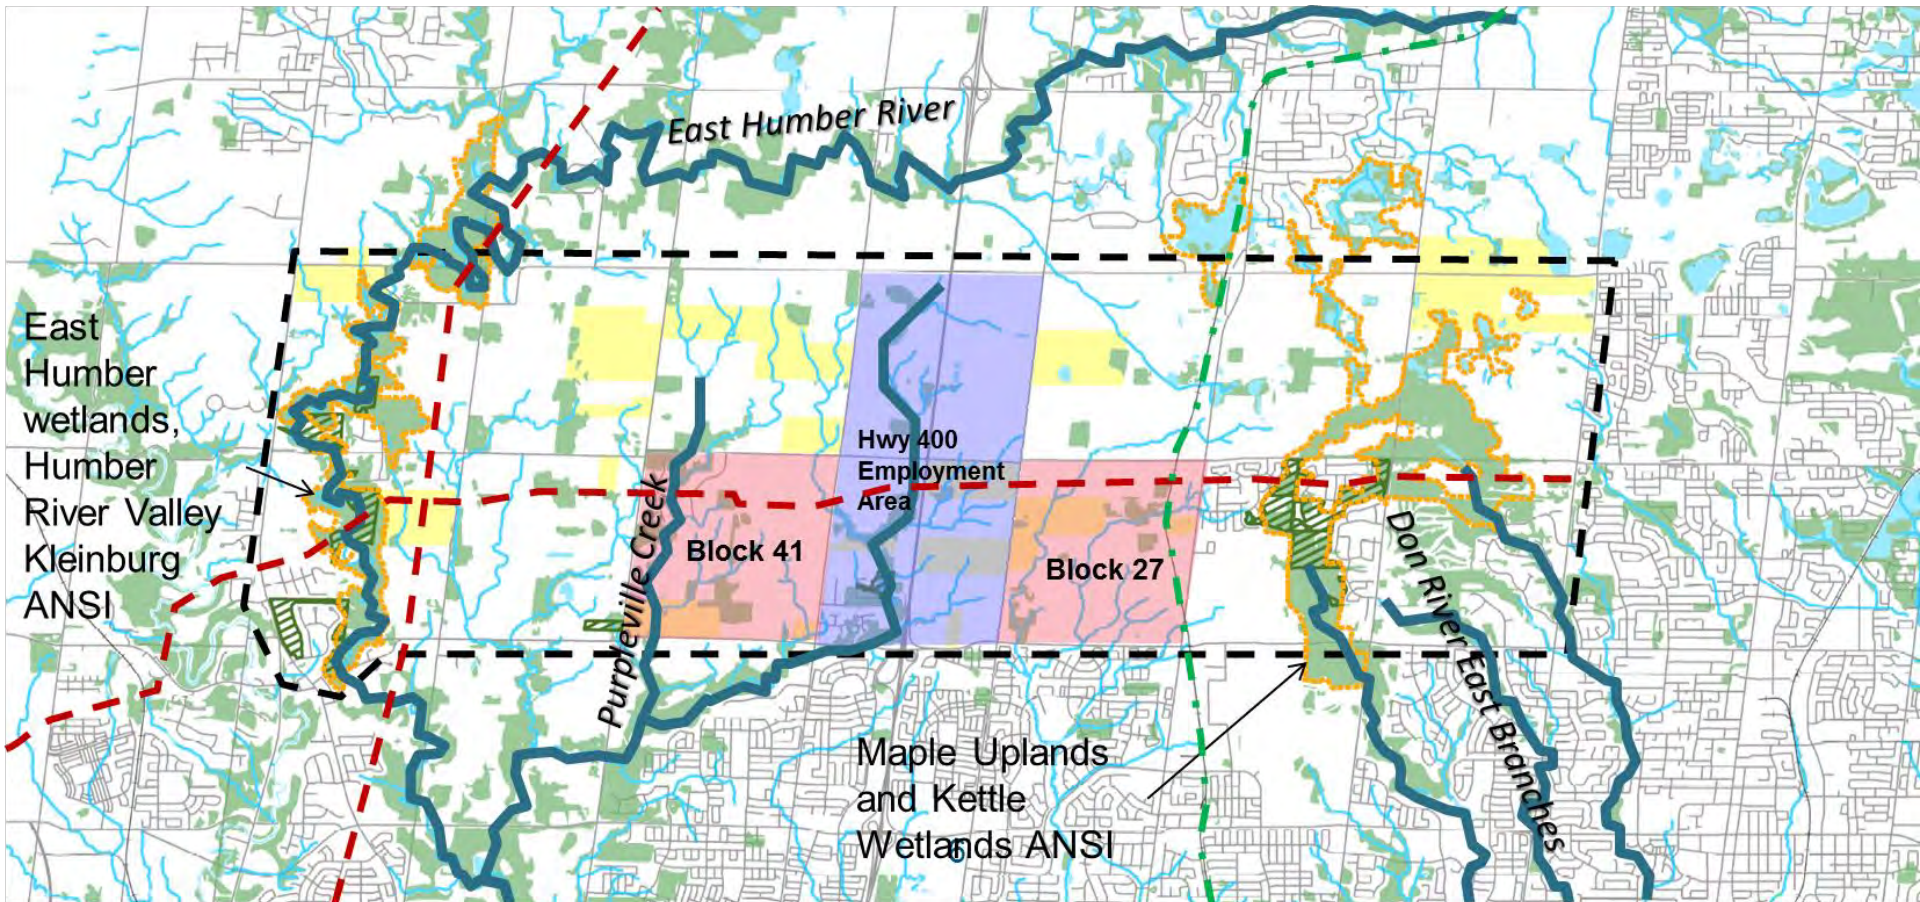 East Humber River
East
Humber
wetlands,
Humber
River Valley
Kleinburg
ANSI
Hwy 400
Employment
Area
Purpleville Creek
Block 41
Block 27
Don River East Branches
Maple Uplands
and Kettle
Wetlands ANSI
6